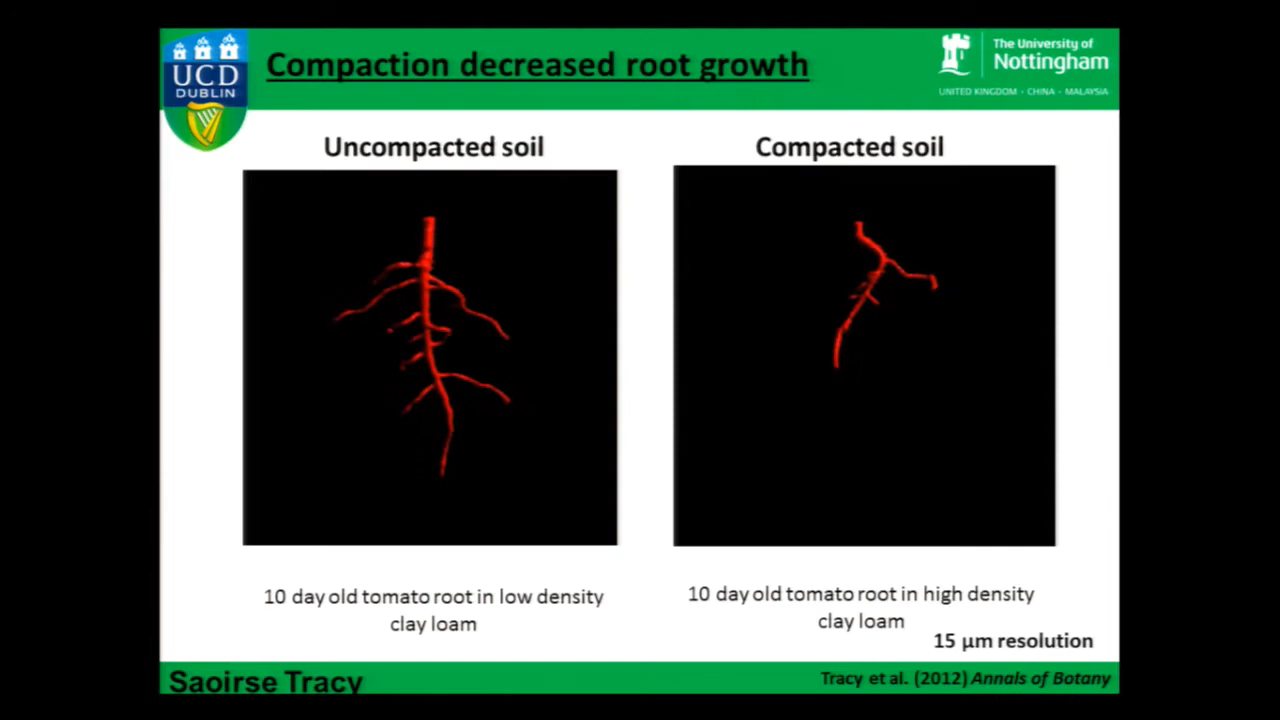 UCD
DUBLIN
Compaction decreased root growth
The University of
Nottingham
UNITED KINGDOM · CHINA · MALAYSIA
Uncompacted soil
Compacted soil
10 day old tomato root in low density
clay loam
10 day old tomato root in high density
clay loam
15 µm resolution
Saoirse Tracy
Tracy et al. (2012) Annals of Botany